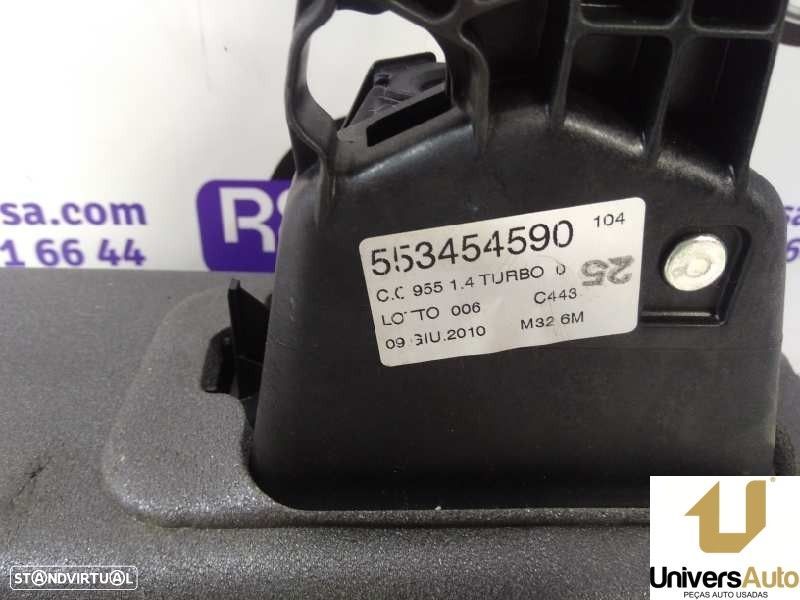 553454590 104
C.C 955 1.4 TURBO 0 25
LOTTO 006 C443
09 GIU.2010 M32 6M
sa.com
1 66 44
RS
STANDVIRTUAL
UniversAuto
PEÇAS AUTO USADAS